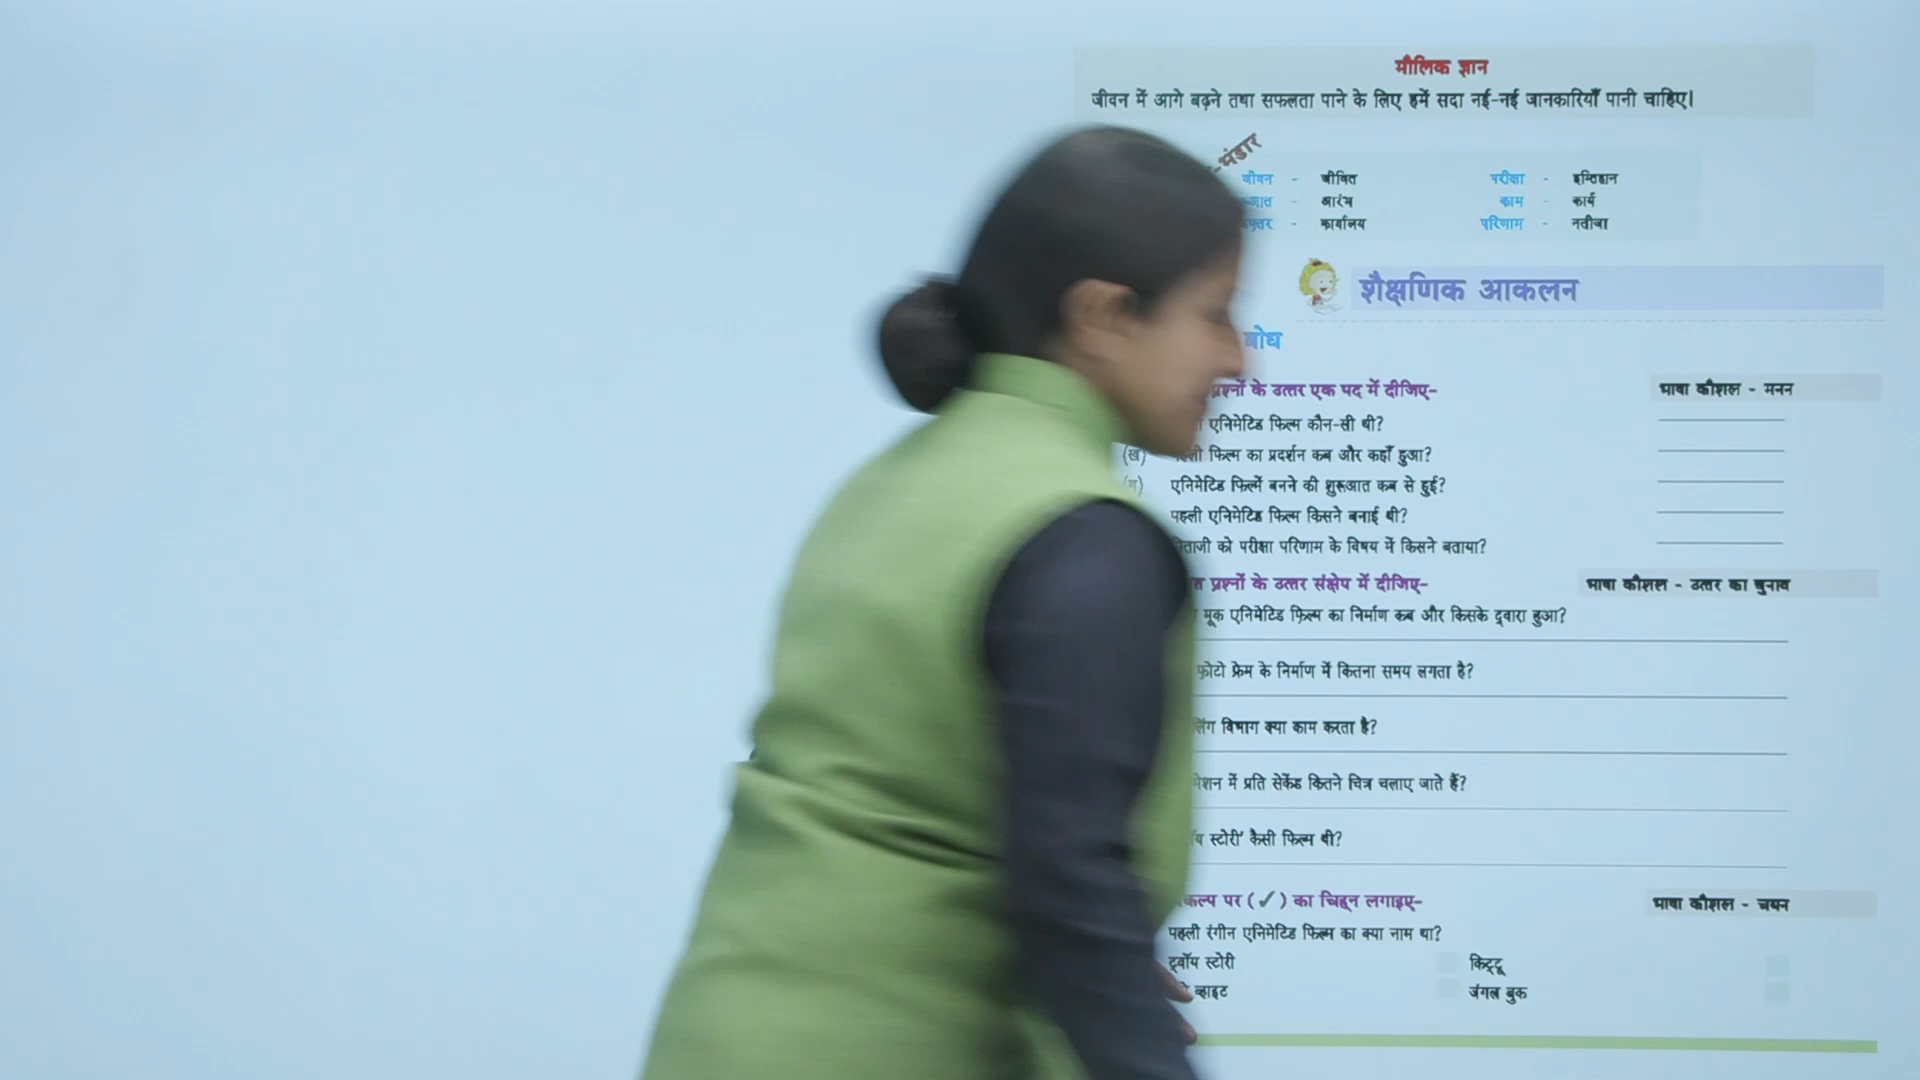 मौलिक ज्ञान
जीवन में आगे बढ़ने तथा सफलता पाने के लिए हमें सदा नई-नई जानकारियाँ पानी चाहिए।
-भंडार
जीवन - जीवित परीक्षा - इम्तिहान
- आरंभ काम - कार्य
- कार्यालय परिणाम - नतीजा
शैक्षणिक आकलन
बोध
प्रश्नों के उत्तर एक पद में दीजिए- भाषा कौशल - मनन
एनिमेटिड फिल्म कौन-सी थी?
(ख) फिल्म का प्रदर्शन कब और कहाँ हुआ?
(ग) एनिमेटिड फिल्में बनने की शुरूआत कब से हुई?
पहली एनिमेटिड फिल्म किसने बनाई थी?
को परीक्षा परिणाम के विषय में किसने बताया?
प्रश्नों के उत्तर संक्षेप में दीजिए- भाषा कौशल - उत्तर का चुनाव
मूक एनिमेटिड फ़िल्म का निर्माण कब और किसके द्वारा हुआ?
फ़ोटो फ्रेम के निर्माण में कितना समय लगता है?
विभाग क्या काम करता है?
में प्रति सेकेंड कितने चित्र चलाए जाते हैं?
स्टोरी' कैसी फिल्म थी?
पर (✓) का चिह्न लगाइए- भाषा कौशल - चयन
पहली रंगीन एनिमेटिड फिल्म का क्या नाम था?
ट्वॉय स्टोरी किट्टू
व्हाइट जंगल बुक